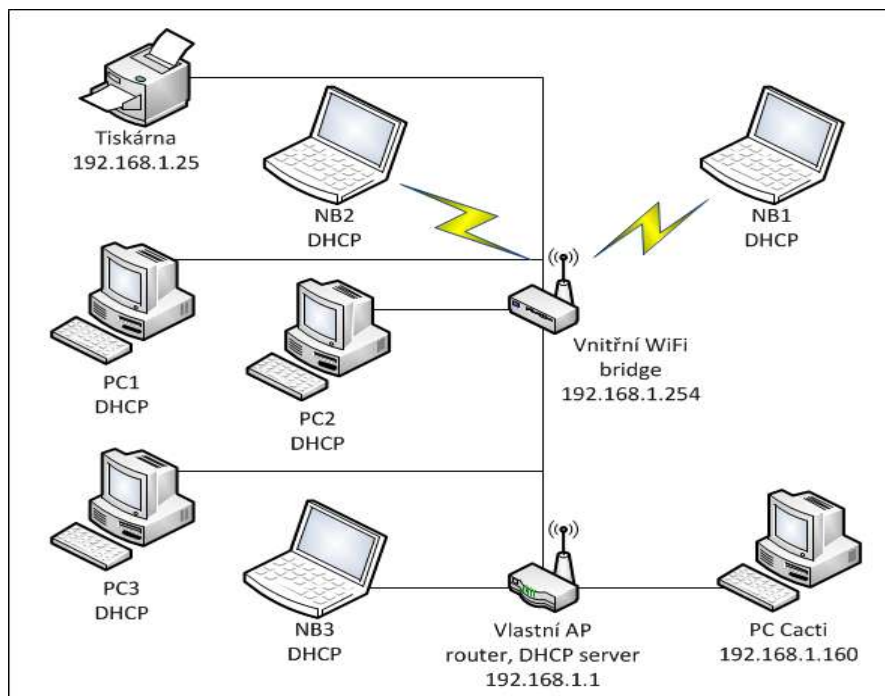 Tiskárna
192.168.1.25
NB2
DHCP
NB1
DHCP
PC1
DHCP
PC2
DHCP
Vnitřní WiFi
bridge
192.168.1.254
PC3
DHCP
NB3
DHCP
Vlastní AP
router, DHCP server
192.168.1.1
PC Cacti
192.168.1.160